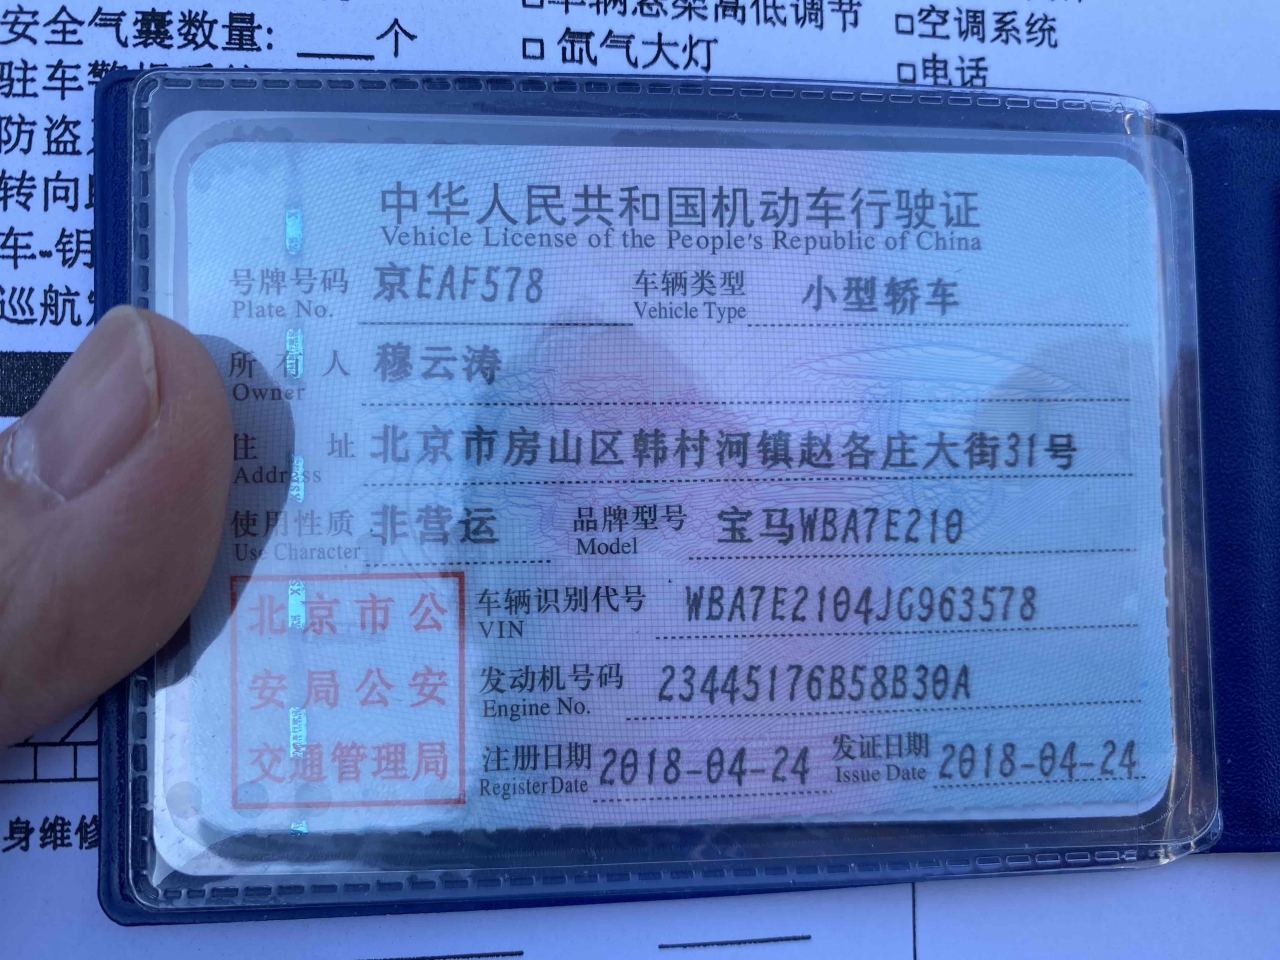 安全气囊数量: ___个
□ 氙气大灯
□空调系统
□电话
驻车
防盗
转向
车-钥
巡航
中华人民共和国机动车行驶证
Vehicle License of the People's Republic of China
号牌号码 京EAF578 车辆类型 小型轿车
Plate No. Vehicle Type
所有人 穆云涛
Owner
住址 北京市房山区韩村河镇赵各庄大街31号
Address
使用性质 非营运 品牌型号 宝马WBA7E210
Use Character Model
北京市公
安局公安
交通管理局
车辆识别代号 WBA7E2104JG963578
VIN
发动机号码 23445176B58B30A
Engine No.
注册日期 2018-04-24 发证日期 2018-04-24
Register Date Issue Date
身维修